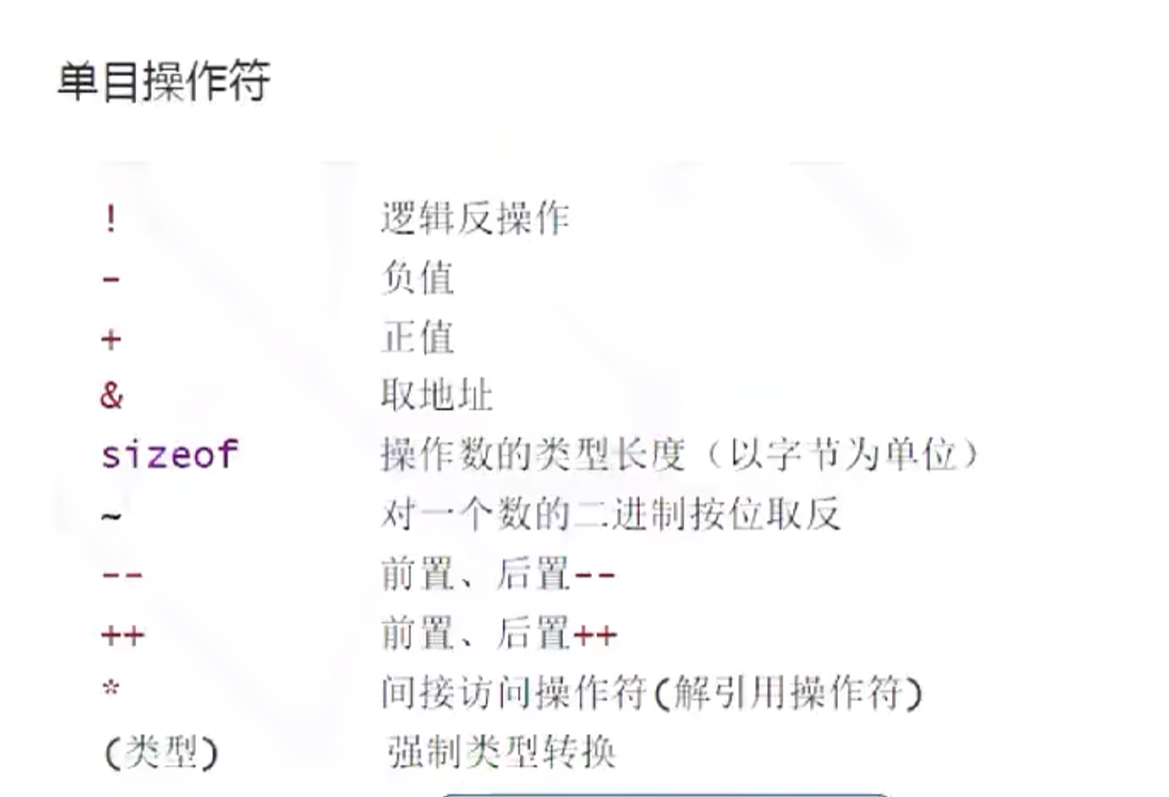 单目操作符
! 逻辑反操作
- 负值
+ 正值
& 取地址
sizeof 操作数的类型长度（以字节为单位）
~ 对一个数的二进制按位取反
-- 前置、后置--
++ 前置、后置++
* 间接访问操作符(解引用操作符)
(类型) 强制类型转换